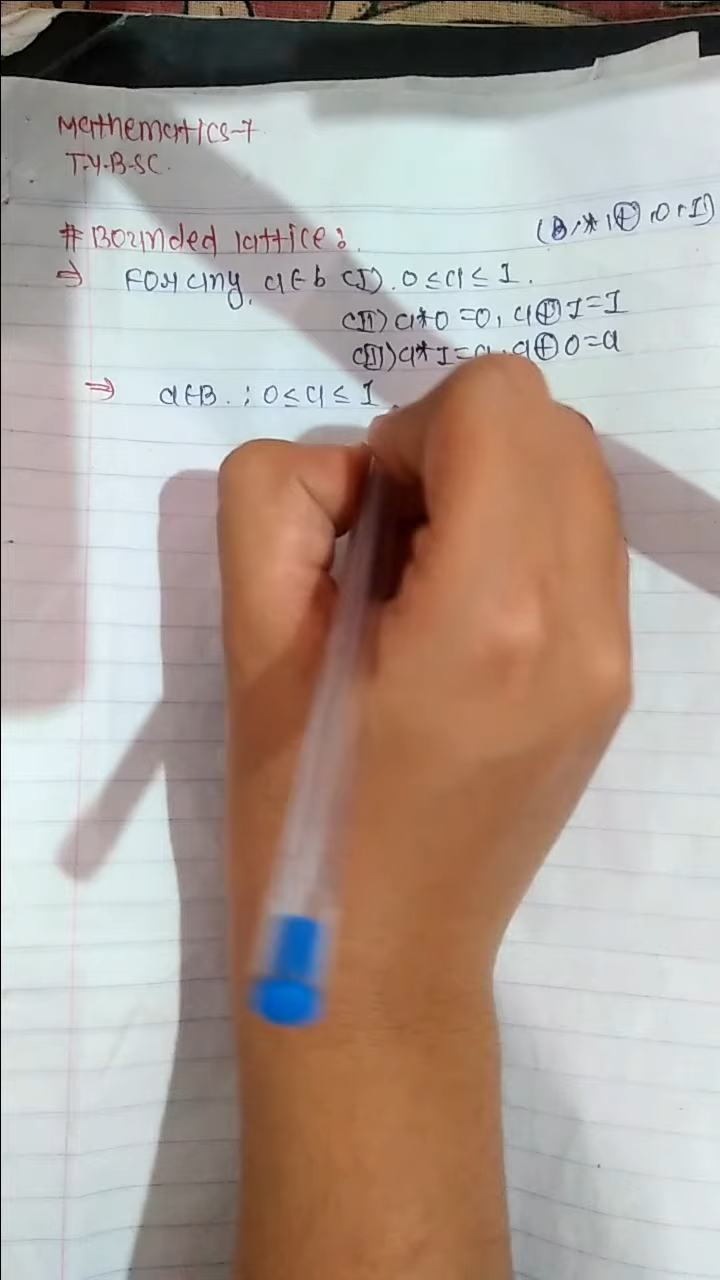 Mathematics-7
T.Y.B.SC.
(B,*,⊕,0,I)
# Bounded lattice:
⇒ For any, a∈b (I). 0≤a≤I.
(II) a*0=0, a⊕I=I
(III) a*I=a, a⊕0=a
⇒ a∈B. ; 0≤a≤I